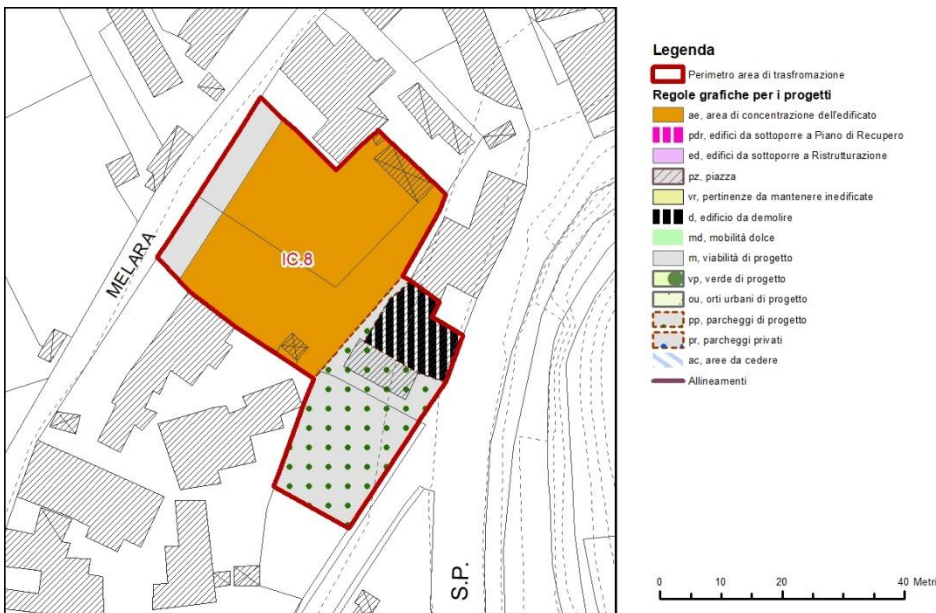 MELARA
IC.8
S.P.
Legenda
Perimetro area di trasfromazione
Regole grafiche per i progetti
ae, area di concentrazione dell'edificato
pdr, edifici da sottoporre a Piano di Recupero
ed, edifici da sottoporre a Ristrutturazione
pz, piazza
vr, pertinenze da mantenere inedificate
d, edificio da demolire
md, mobilità dolce
m, viabilità di progetto
vp, verde di progetto
ou, orti urbani di progetto
pp, parcheggi di progetto
pr, parcheggi privati
ac, aree da cedere
Allineamenti
0 10 20 40 Metri